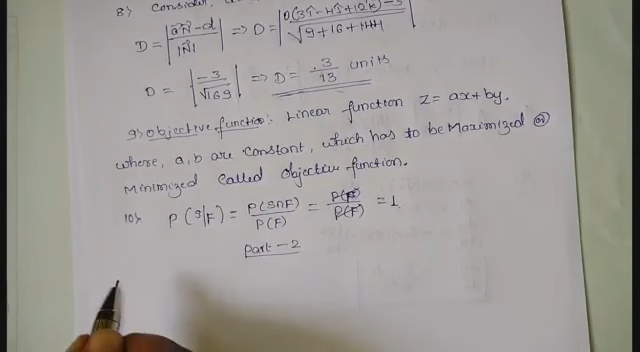 8) Consider,
D = |a⃗N⃗ - d / |N⃗|| => D = |0(3î - 4ĵ + 12k̂) - 3 / √9+16+144|
D = |-3 / √169| => D = 3/13 units
9) Objective function:- Linear function Z = ax+by.
where, a,b are constant, which has to be Maximized or
Minimized called Objective function.
10) P(S/F) = P(S∩F)/P(F) = P(F)/P(F) = 1
Part - 2